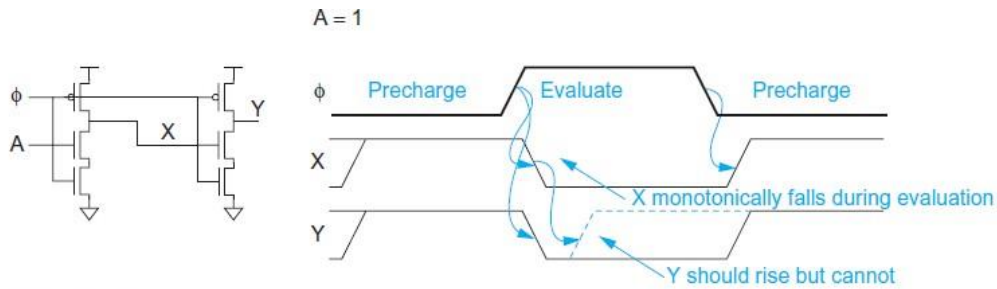 A = 1
ϕ
A
X
Y
ϕ
Precharge
Evaluate
Precharge
X
X monotonically falls during evaluation
Y
Y should rise but cannot